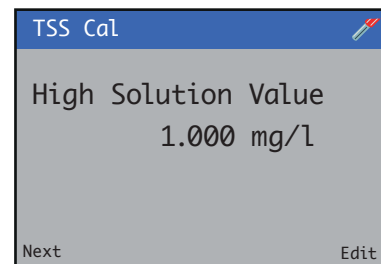 TSS Cal
High Solution Value
1.000 mg/l
Next Edit